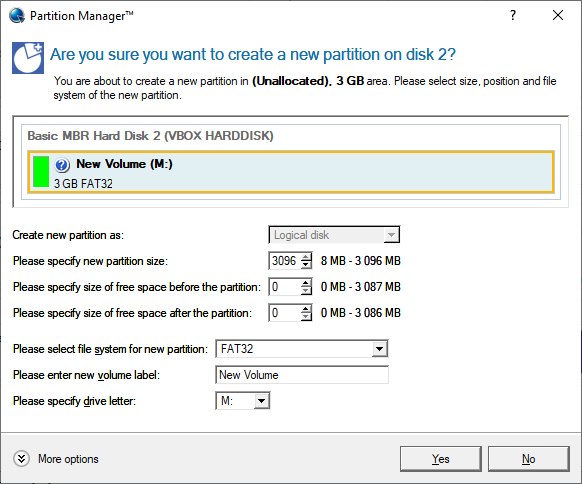 Partition Manager™
Are you sure you want to create a new partition on disk 2?
You are about to create a new partition in (Unallocated), 3 GB area. Please select size, position and file
system of the new partition.
Basic MBR Hard Disk 2 (VBOX HARDDISK)
New Volume (M:)
3 GB FAT32
Create new partition as: Logical disk
Please specify new partition size: 3096 8 MB - 3 096 MB
Please specify size of free space before the partition: 0 0 MB - 3 087 MB
Please specify size of free space after the partition: 0 0 MB - 3 086 MB
Please select file system for new partition: FAT32
Please enter new volume label: New Volume
Please specify drive letter: M:
More options Yes No